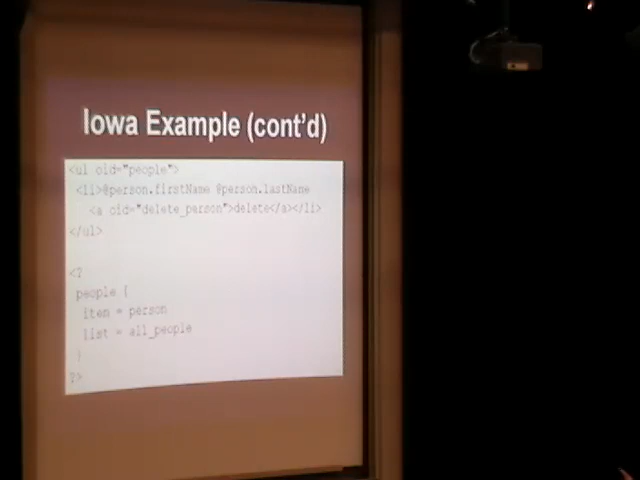 Iowa Example (cont'd)
<ul oid="people">
<li>@person.firstName @person.lastName
<a oid="delete_person">delete</a></li>
</ul>
<?
people {
item = person
list = all_people
}
?>